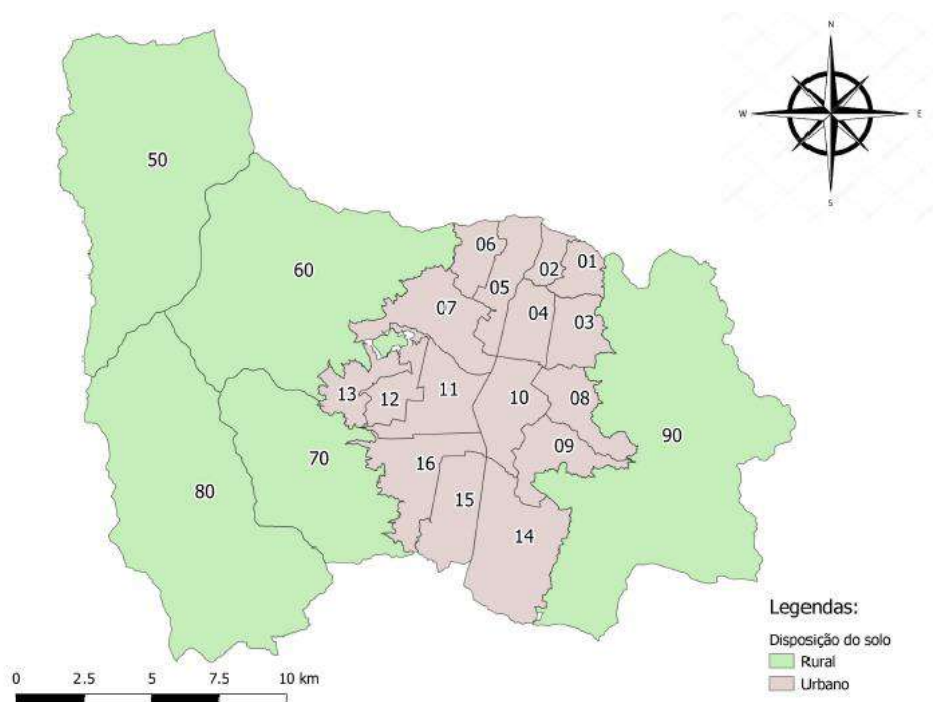 N
W E
S
50
06
02 01
60
05
07 04 03
13 12 11 10 08
70 16 09 90
80 15
14
Legendas:
Disposição do solo
Rural
Urbano
0 2.5 5 7.5 10 km